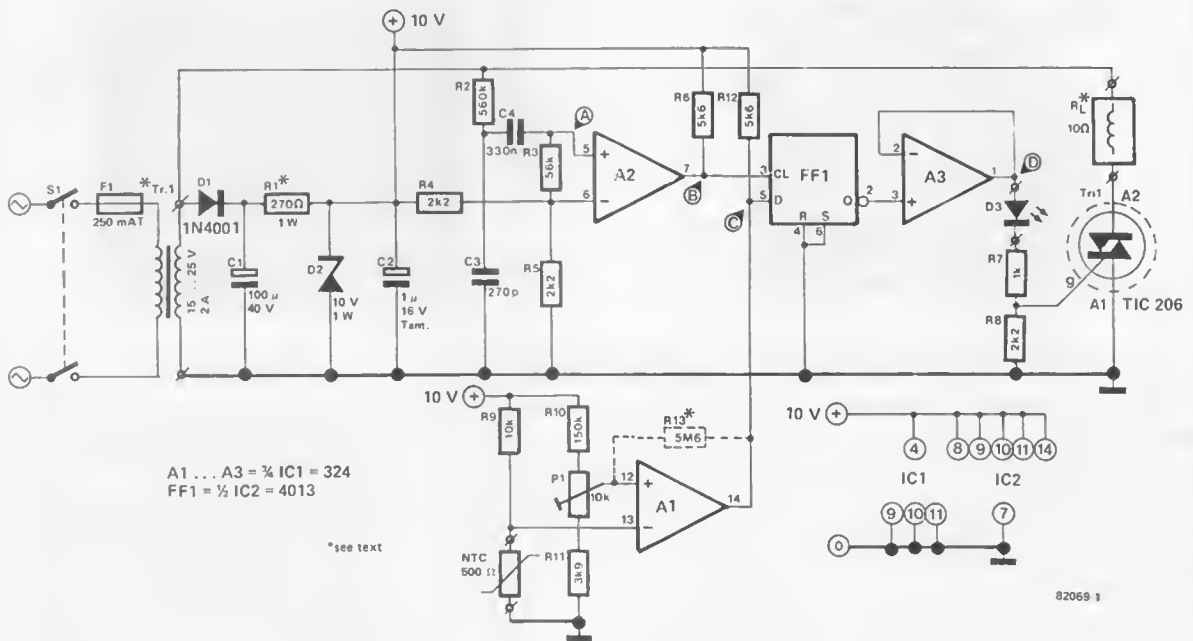 10 V
S1
F1
250 mAT
*Tr.1
15 ... 25 V
2 A
D1
1N4001
R1*
270Ω
1 W
C1
100 µ
40 V
D2
10 V
1 W
C2
1 µ
16 V
Tant.
R4
2k2
R2
560k
C4
330n
R3
56k
A
C3
270p
R5
2k2
5
+
6
−
A2
7
B
R6
5k6
R12
5k6
C
3
CL
5
D
FF1
Q
2
R
S
4
6
2
−
3
+
A3
1
D
D3
R7
1k
R8
2k2
RL*
10Ω
Tri1
A2
g
A1
TIC 206
10 V
R9
10k
R10
150k
P1
10k
R11
3k9
NTC
500 Ω
R13*
5M6
12
+
13
−
A1
14
10 V
4
8
9
10
11
14
IC1
IC2
0
9
10
11
7
A1 ... A3 = ¾ IC1 = 324
FF1 = ½ IC2 = 4013
*see text
82069 1